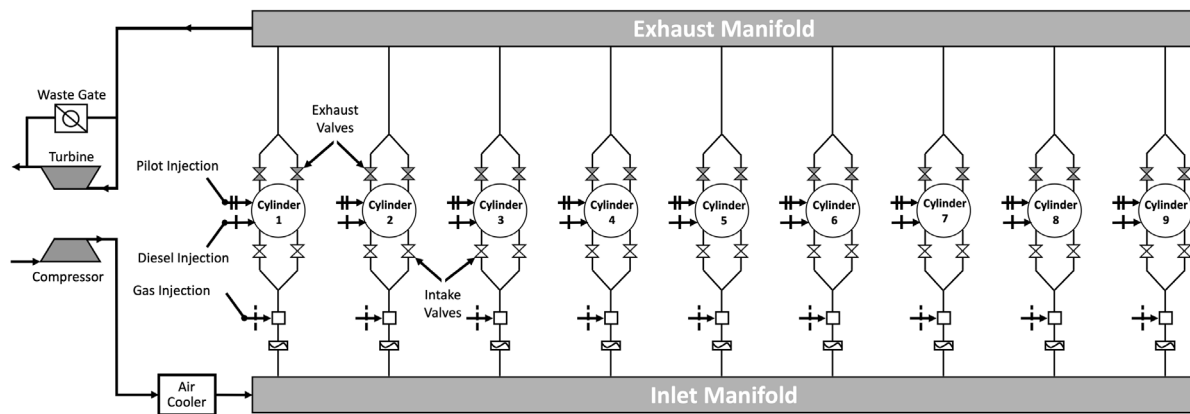 Exhaust Manifold
Waste Gate
Exhaust
Valves
Turbine
Pilot Injection
Cylinder
1
Cylinder
2
Cylinder
3
Cylinder
4
Cylinder
5
Cylinder
6
Cylinder
7
Cylinder
8
Cylinder
9
Diesel Injection
Compressor
Gas Injection
Intake
Valves
Air
Cooler
Inlet Manifold